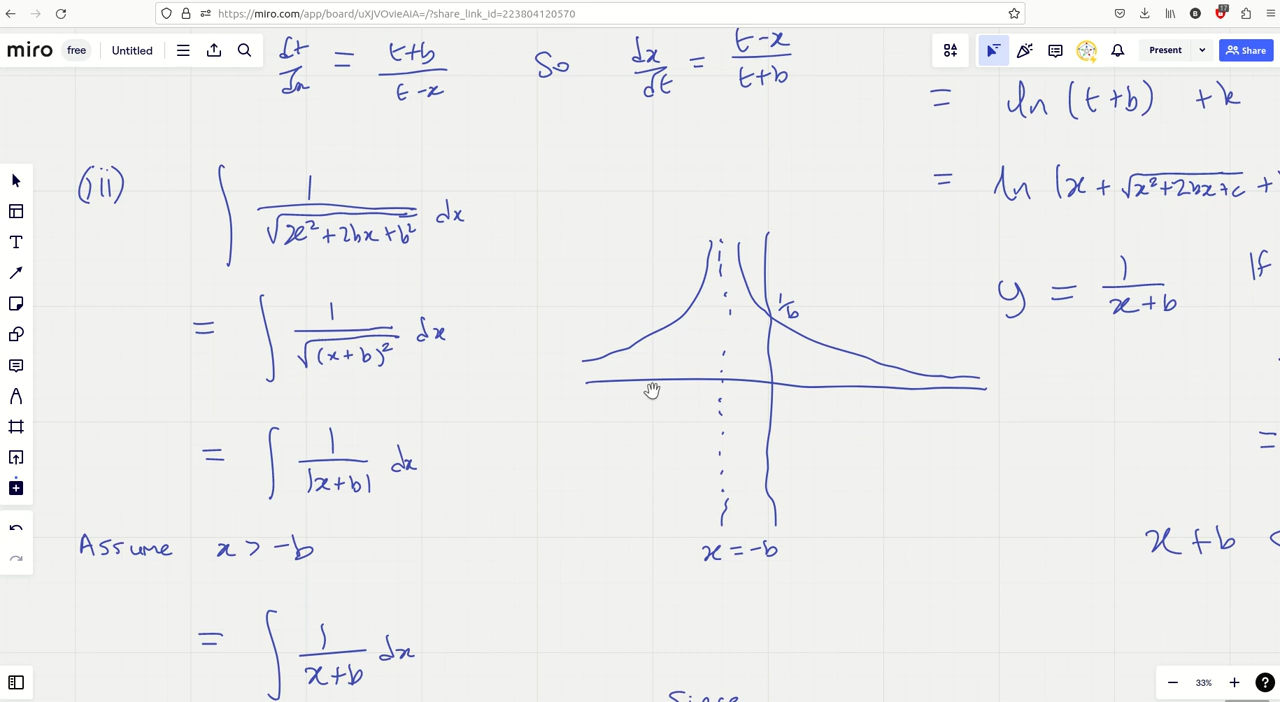 https://miro.com/app/board/uXJVOvieAIA=/?share_link_id=223804120570
miro free Untitled
Present
Share
dt/dx = (t+b)/(t-x) So dx/dt = (t-x)/(t+b)
= ln (t+b) + k
= ln (x + √(x²+2bx+c) +
(ii) ∫ 1/√(x²+2bx+b²) dx
= ∫ 1/√((x+b)²) dx
= ∫ 1/|x+b| dx
Assume x > -b
= ∫ 1/(x+b) dx
1/b
x = -b
y = 1/(x+b) If
=
x+b <
Since
33%
17